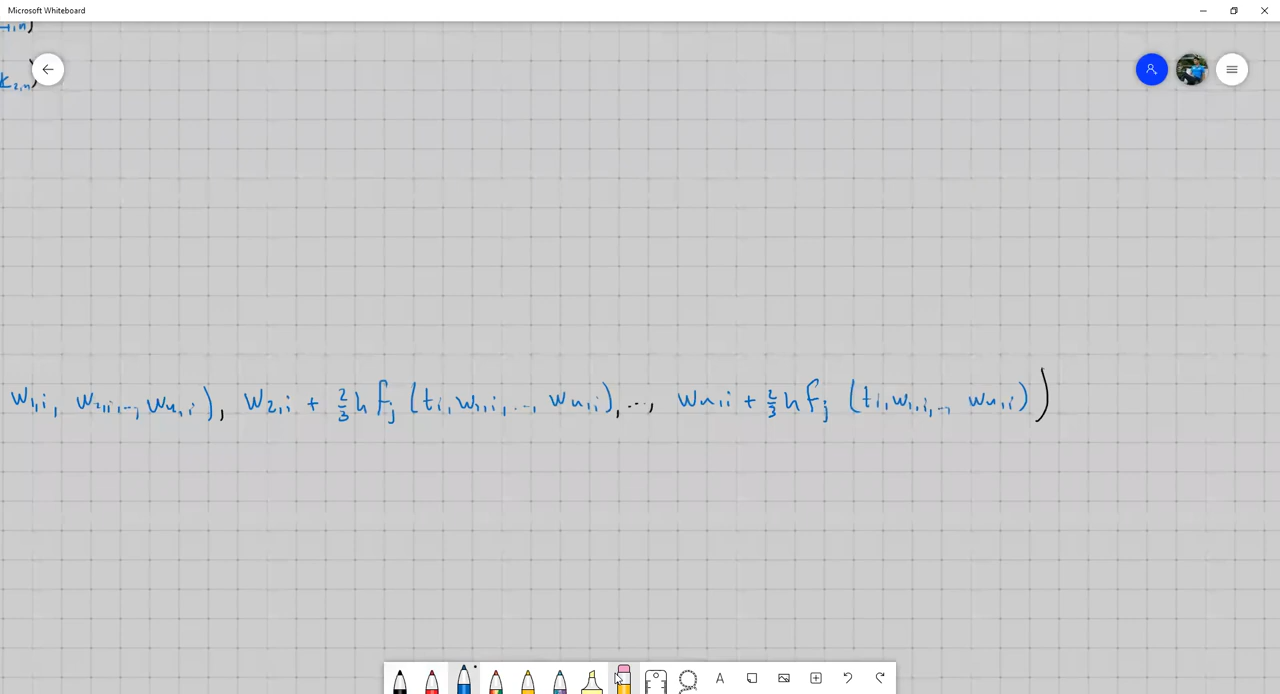 Microsoft Whiteboard
k₂,ₙ)
w₁,ᵢ, w₂,ᵢ, ..., wₙ,ᵢ), w₂,ᵢ + 2/3 h fⱼ (tᵢ, w₁,ᵢ, ..., wₙ,ᵢ), ..., wₙ,ᵢ + 2/3 h fⱼ (tᵢ, w₁,ᵢ, ..., wₙ,ᵢ))
A